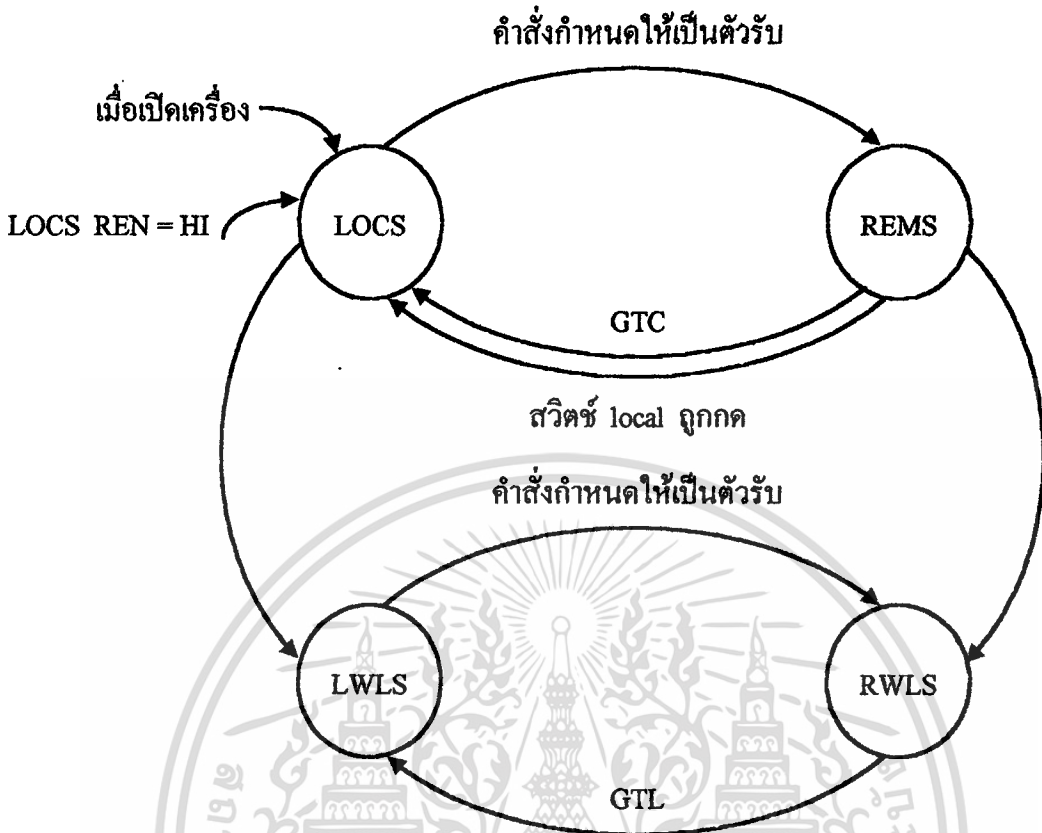 คำสั่งกำหนดให้เป็นตัวรับ
เมื่อเปิดเครื่อง
LOCS REN = HI
LOCS
REMS
GTC
สวิตช์ local ถูกกด
คำสั่งกำหนดให้เป็นตัวรับ
LWLS
RWLS
GTL